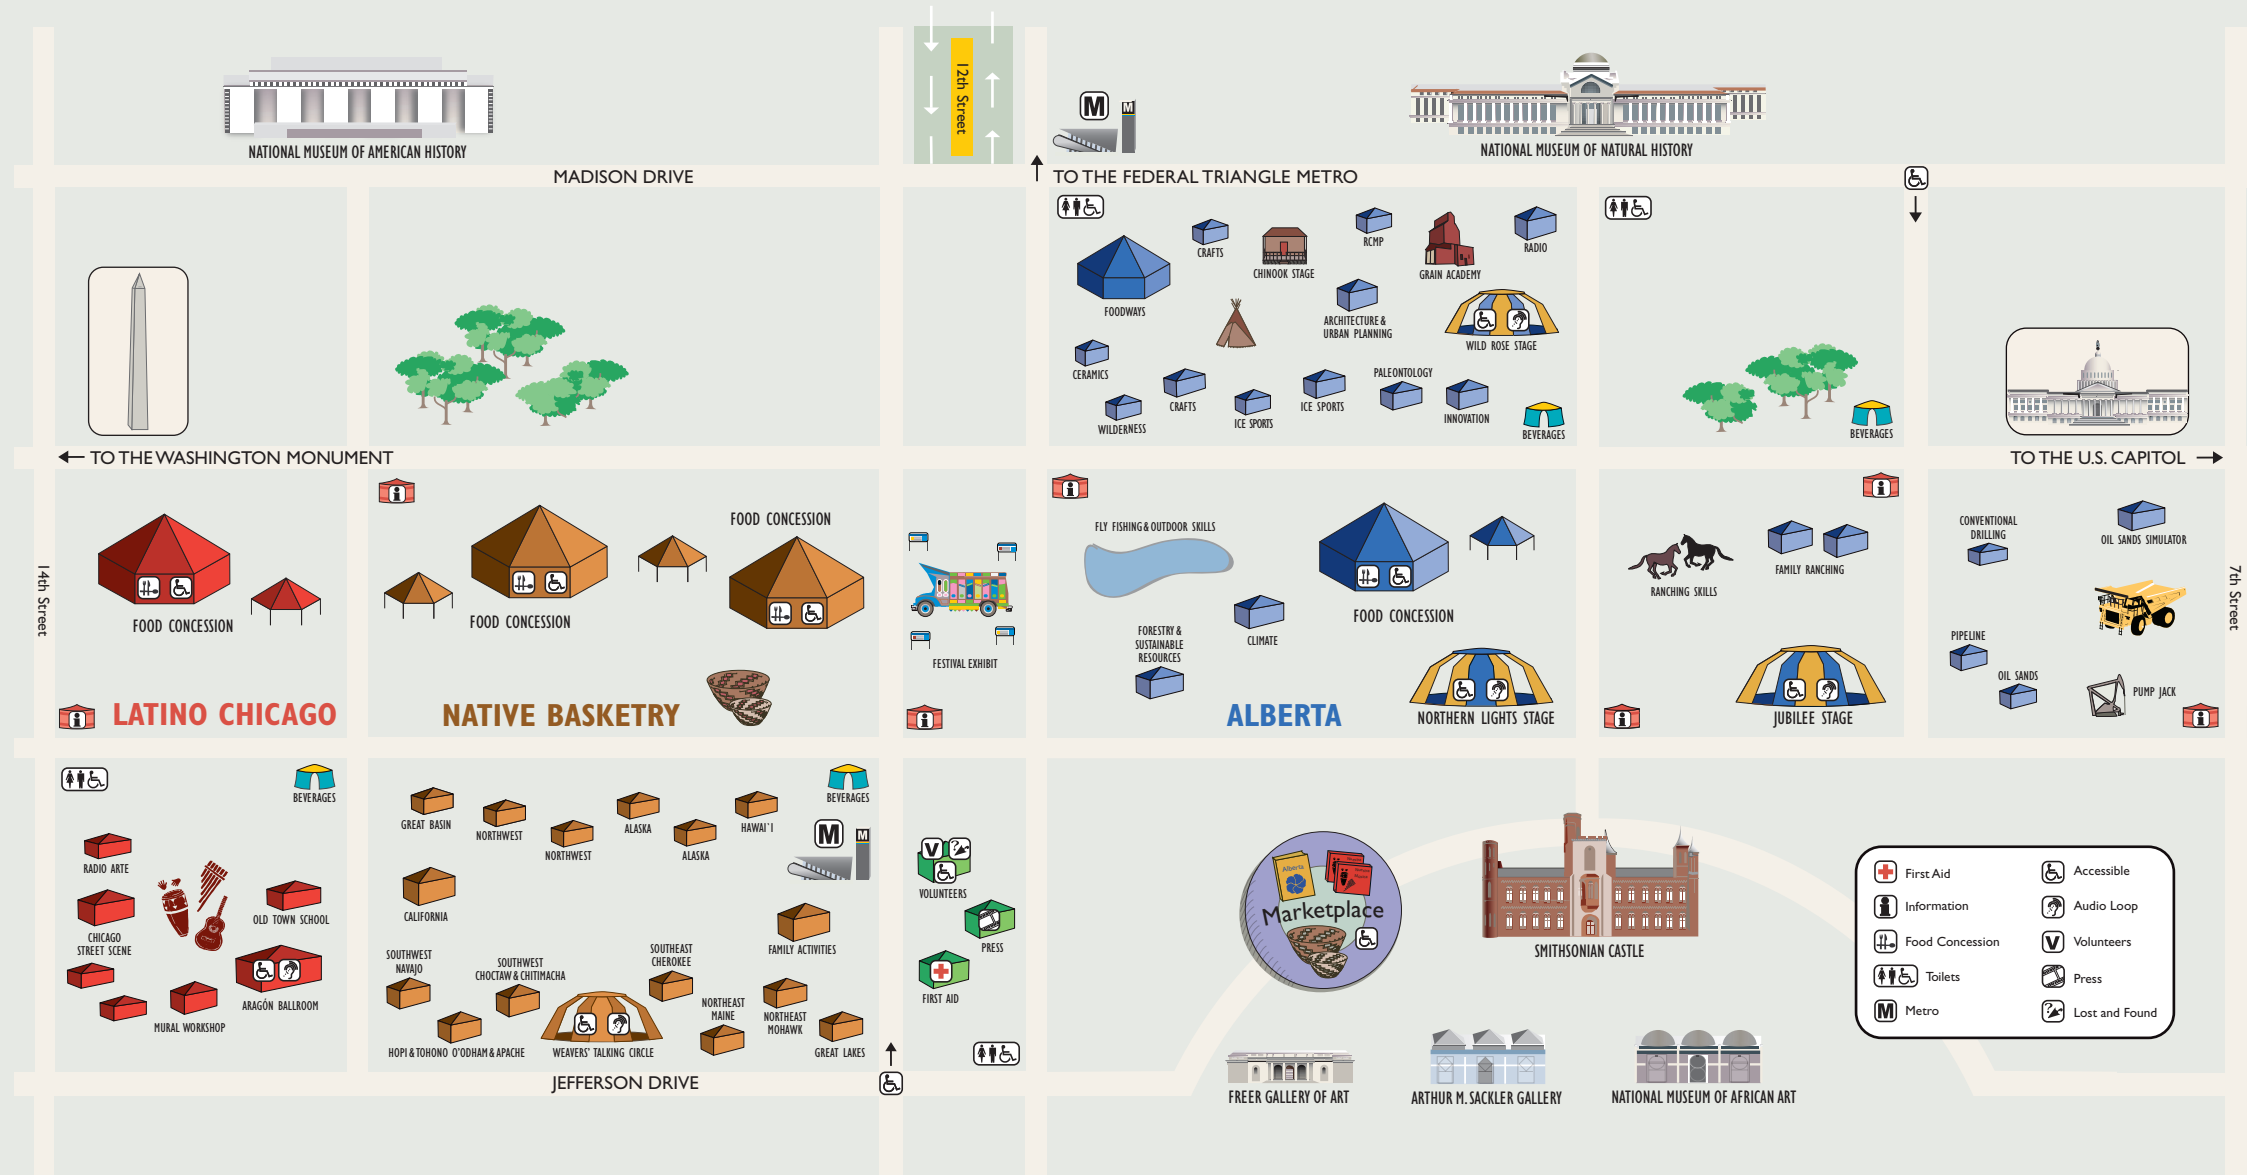 12th Street
M
M
NATIONAL MUSEUM OF AMERICAN HISTORY
NATIONAL MUSEUM OF NATURAL HISTORY
MADISON DRIVE
TO THE FEDERAL TRIANGLE METRO
CRAFTS
CHINOOK STAGE
RCMP
GRAIN ACADEMY
RADIO
FOODWAYS
ARCHITECTURE &
URBAN PLANNING
WILD ROSE STAGE
CERAMICS
WILDERNESS
CRAFTS
ICE SPORTS
ICE SPORTS
PALEONTOLOGY
INNOVATION
BEVERAGES
BEVERAGES
TO THE WASHINGTON MONUMENT
TO THE U.S. CAPITOL
14th Street
FOOD CONCESSION
LATINO CHICAGO
FOOD CONCESSION
FOOD CONCESSION
NATIVE BASKETRY
FESTIVAL EXHIBIT
FLY FISHING & OUTDOOR SKILLS
FORESTRY &
SUSTAINABLE
RESOURCES
CLIMATE
FOOD CONCESSION
ALBERTA
NORTHERN LIGHTS STAGE
RANCHING SKILLS
FAMILY RANCHING
JUBILEE STAGE
CONVENTIONAL
DRILLING
OIL SANDS SIMULATOR
PIPELINE
OIL SANDS
PUMP JACK
7th Street
BEVERAGES
RADIO ARTE
CHICAGO
STREET SCENE
OLD TOWN SCHOOL
ARAGÓN BALLROOM
MURAL WORKSHOP
GREAT BASIN
NORTHWEST
NORTHWEST
ALASKA
ALASKA
HAWAI`I
BEVERAGES
M
M
CALIFORNIA
FAMILY ACTIVITIES
SOUTHWEST
NAVAJO
SOUTHWEST
CHOCTAW & CHITIMACHA
SOUTHEAST
CHEROKEE
NORTHEAST
MAINE
NORTHEAST
MOHAWK
GREAT LAKES
HOPI & TOHONO O'ODHAM & APACHE
WEAVERS' TALKING CIRCLE
V
VOLUNTEERS
PRESS
FIRST AID
JEFFERSON DRIVE
Alberta
Marketplace
SMITHSONIAN CASTLE
FREER GALLERY OF ART
ARTHUR M. SACKLER GALLERY
NATIONAL MUSEUM OF AFRICAN ART
First Aid
Information
Food Concession
Toilets
M Metro
Accessible
Audio Loop
V Volunteers
Press
Lost and Found